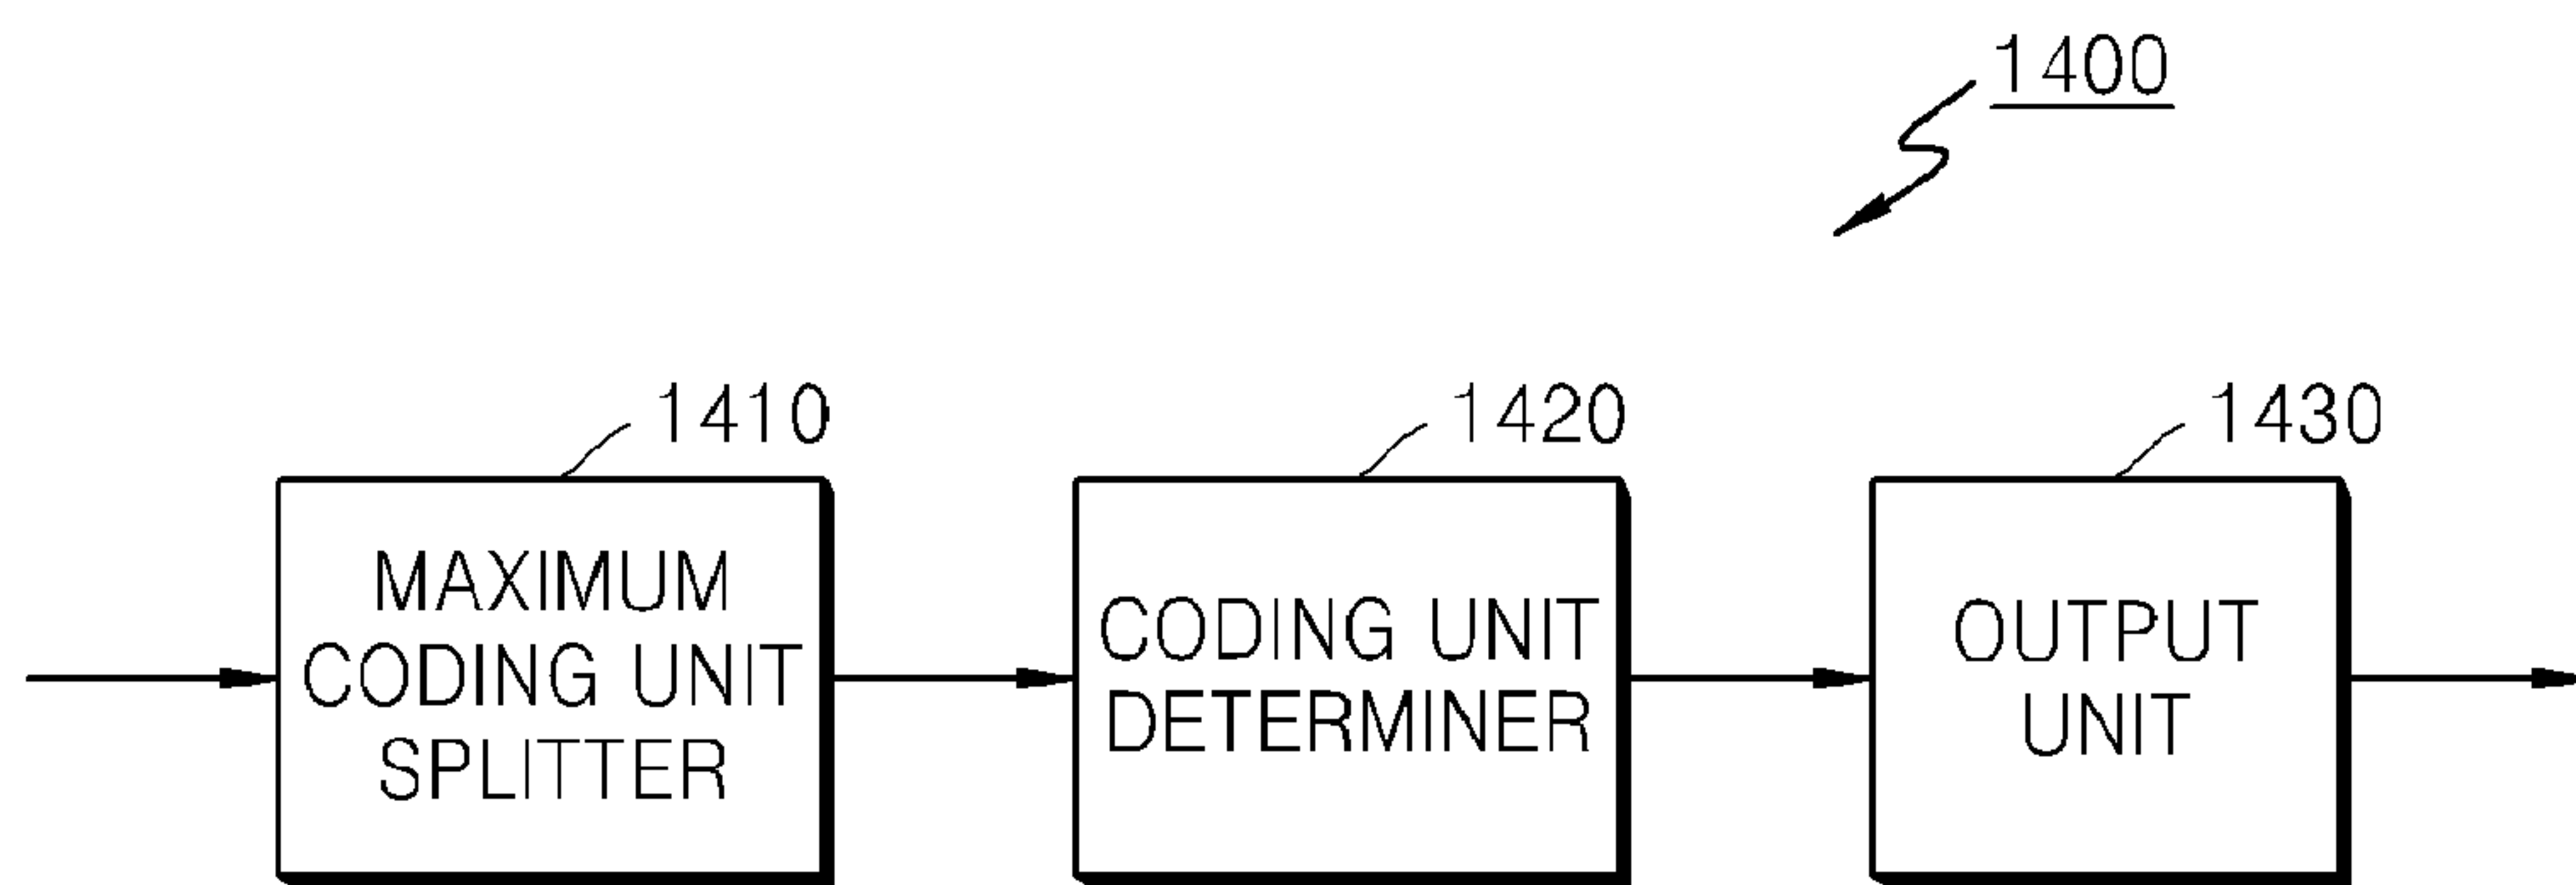 1400
1410
1420
1430
MAXIMUM
CODING UNIT
SPLITTER
CODING UNIT
DETERMINER
OUTPUT
UNIT